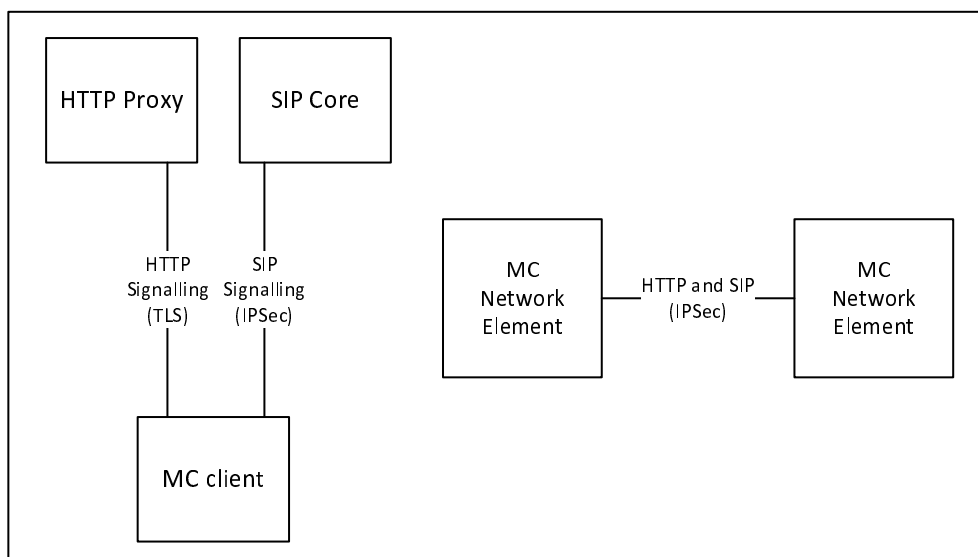 HTTP Proxy
SIP Core
HTTP
Signalling
(TLS)
SIP
Signalling
(IPSec)
MC client
MC
Network
Element
HTTP and SIP
(IPSec)
MC
Network
Element